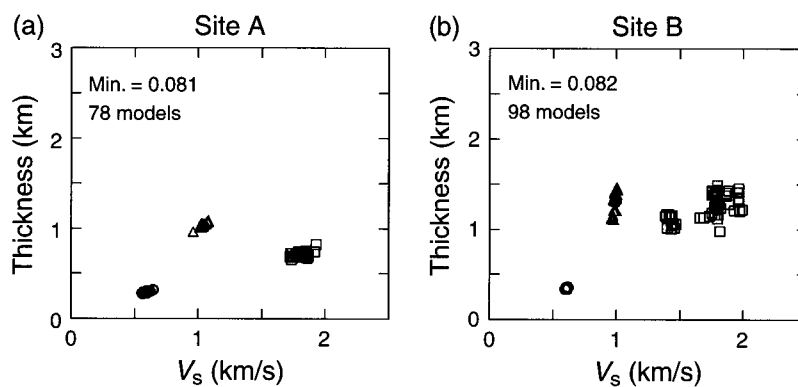 (a) Site A
3
Min. = 0.081
78 models
2
1
0
0 1 2
Thickness (km)
Vs (km/s)
(b) Site B
3
Min. = 0.082
98 models
2
1
0
0 1 2
Thickness (km)
Vs (km/s)